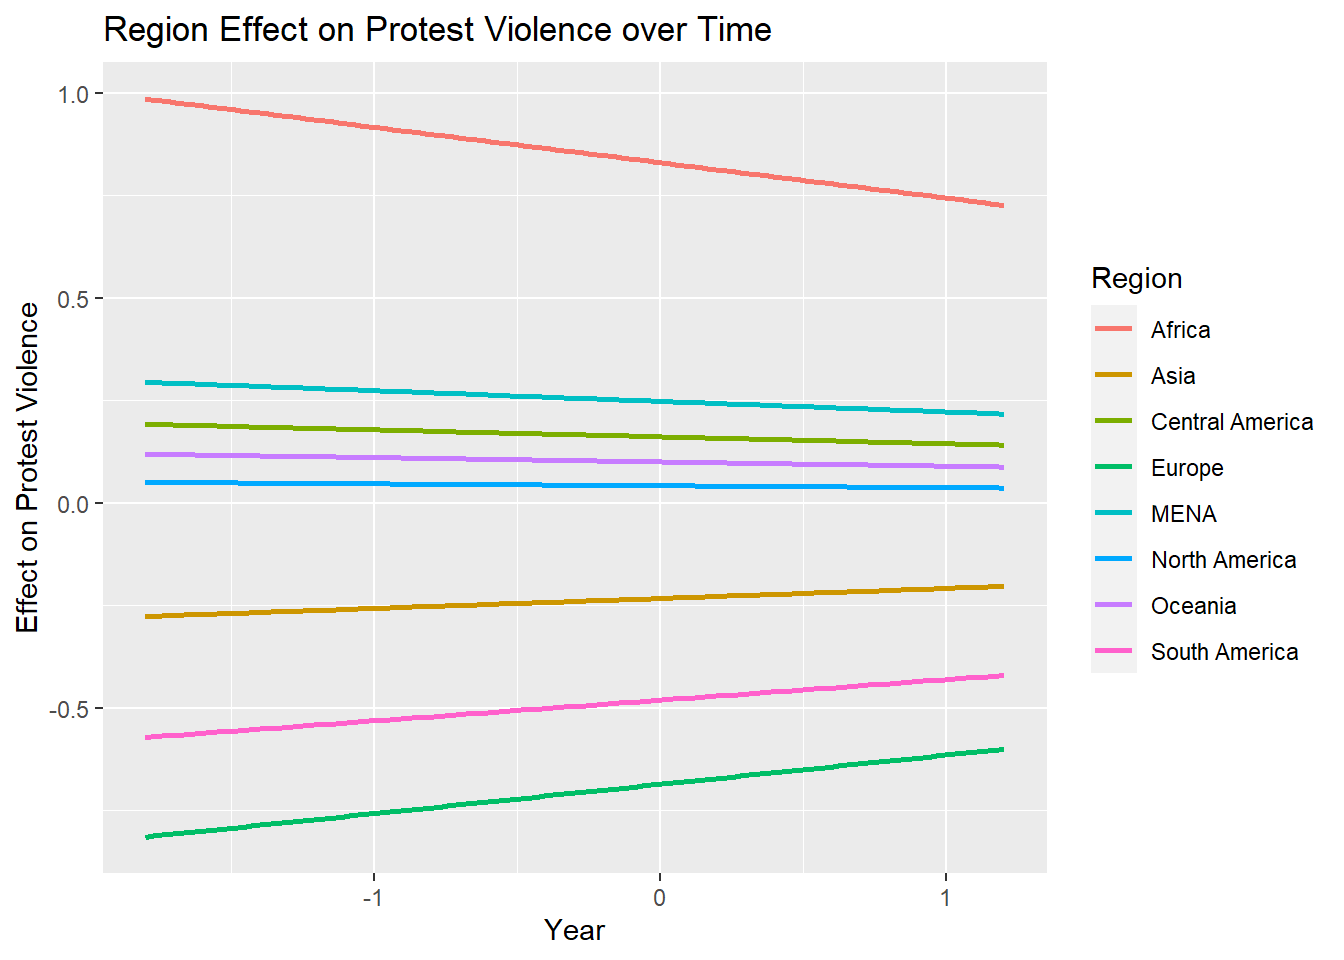 Region Effect on Protest Violence over Time
Effect on Protest Violence
1.0
0.5
0.0
-0.5
-1
0
1
Year
Region
Africa
Asia
Central America
Europe
MENA
North America
Oceania
South America